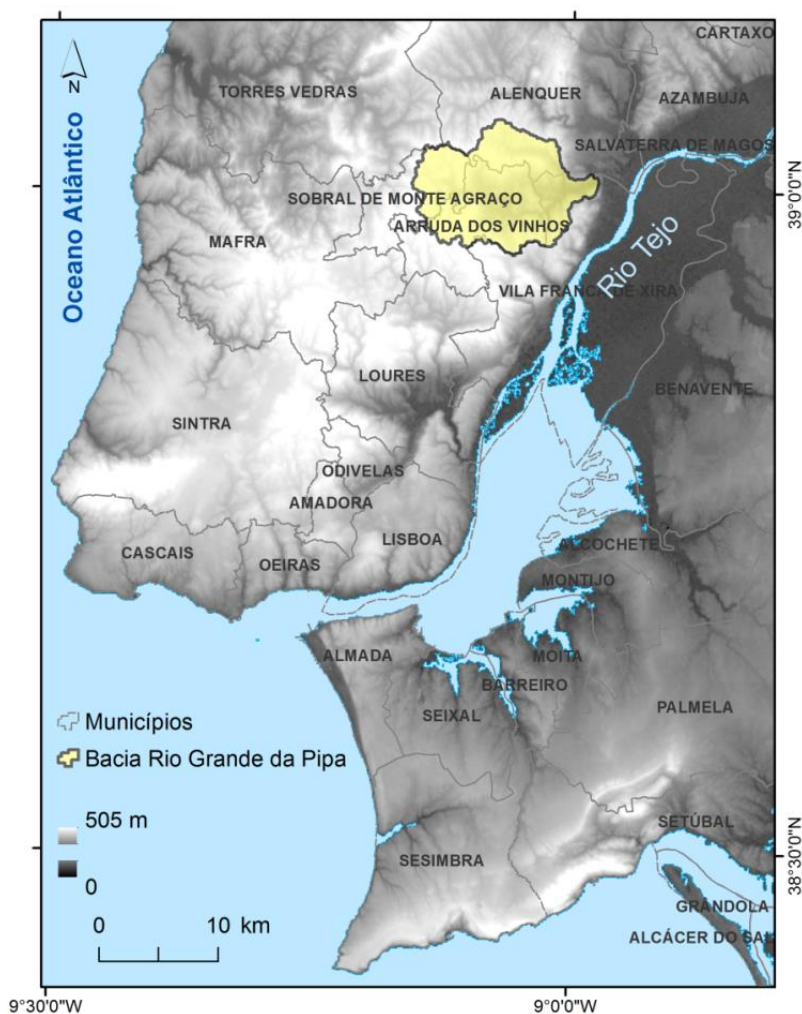 CARTAXO
N
TORRES VEDRAS
ALENQUER
AZAMBUJA
SALVATERRA DE MAGOS
39°0'0"N
Oceano Atlântico
SOBRAL DE MONTE AGRAÇO
ARRUDA DOS VINHOS
MAFRA
Rio Tejo
VILA FRANCA DE XIRA
LOURES
BENAVENTE
SINTRA
ODIVELAS
AMADORA
LISBOA
CASCAIS
OEIRAS
ALCOCHETE
MONTIJO
ALMADA
MOITA
BARREIRO
SEIXAL
PALMELA
Municípios
Bacia Rio Grande da Pipa
505 m
0
SETÚBAL
38°30'0"N
SESIMBRA
GRÂNDOLA
ALCÁCER DO SAL
0 10 km
9°30'0"W
9°0'0"W